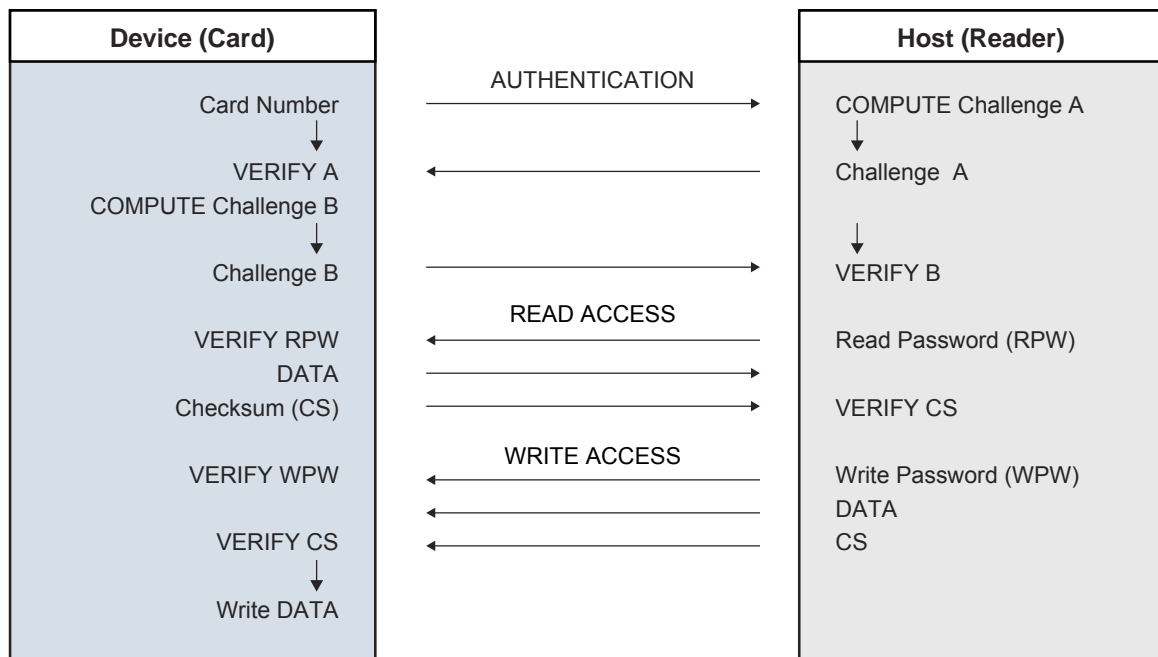 Device (Card)
Host (Reader)
AUTHENTICATION
Card Number
COMPUTE Challenge A
VERIFY A
Challenge A
COMPUTE Challenge B
Challenge B
VERIFY B
READ ACCESS
VERIFY RPW
Read Password (RPW)
DATA
Checksum (CS)
VERIFY CS
WRITE ACCESS
VERIFY WPW
Write Password (WPW)
DATA
VERIFY CS
CS
Write DATA